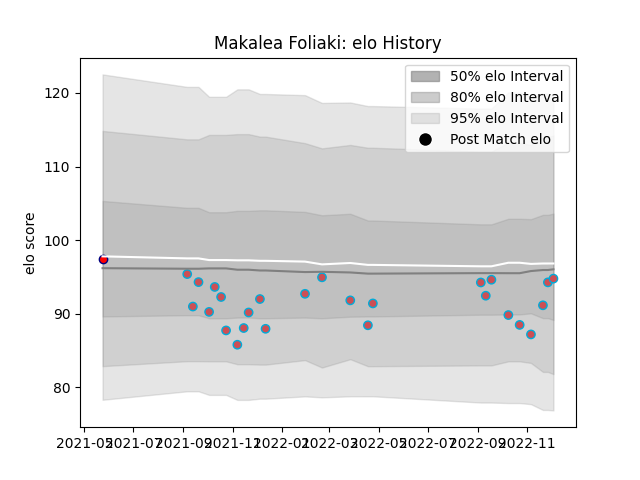 Makalea Foliaki: elo History
50% elo Interval
80% elo Interval
95% elo Interval
Post Match elo
elo score
120
110
100
90
80
2021-05 2021-07 2021-09 2021-11 2022-01 2022-03 2022-05 2022-07 2022-09 2022-11